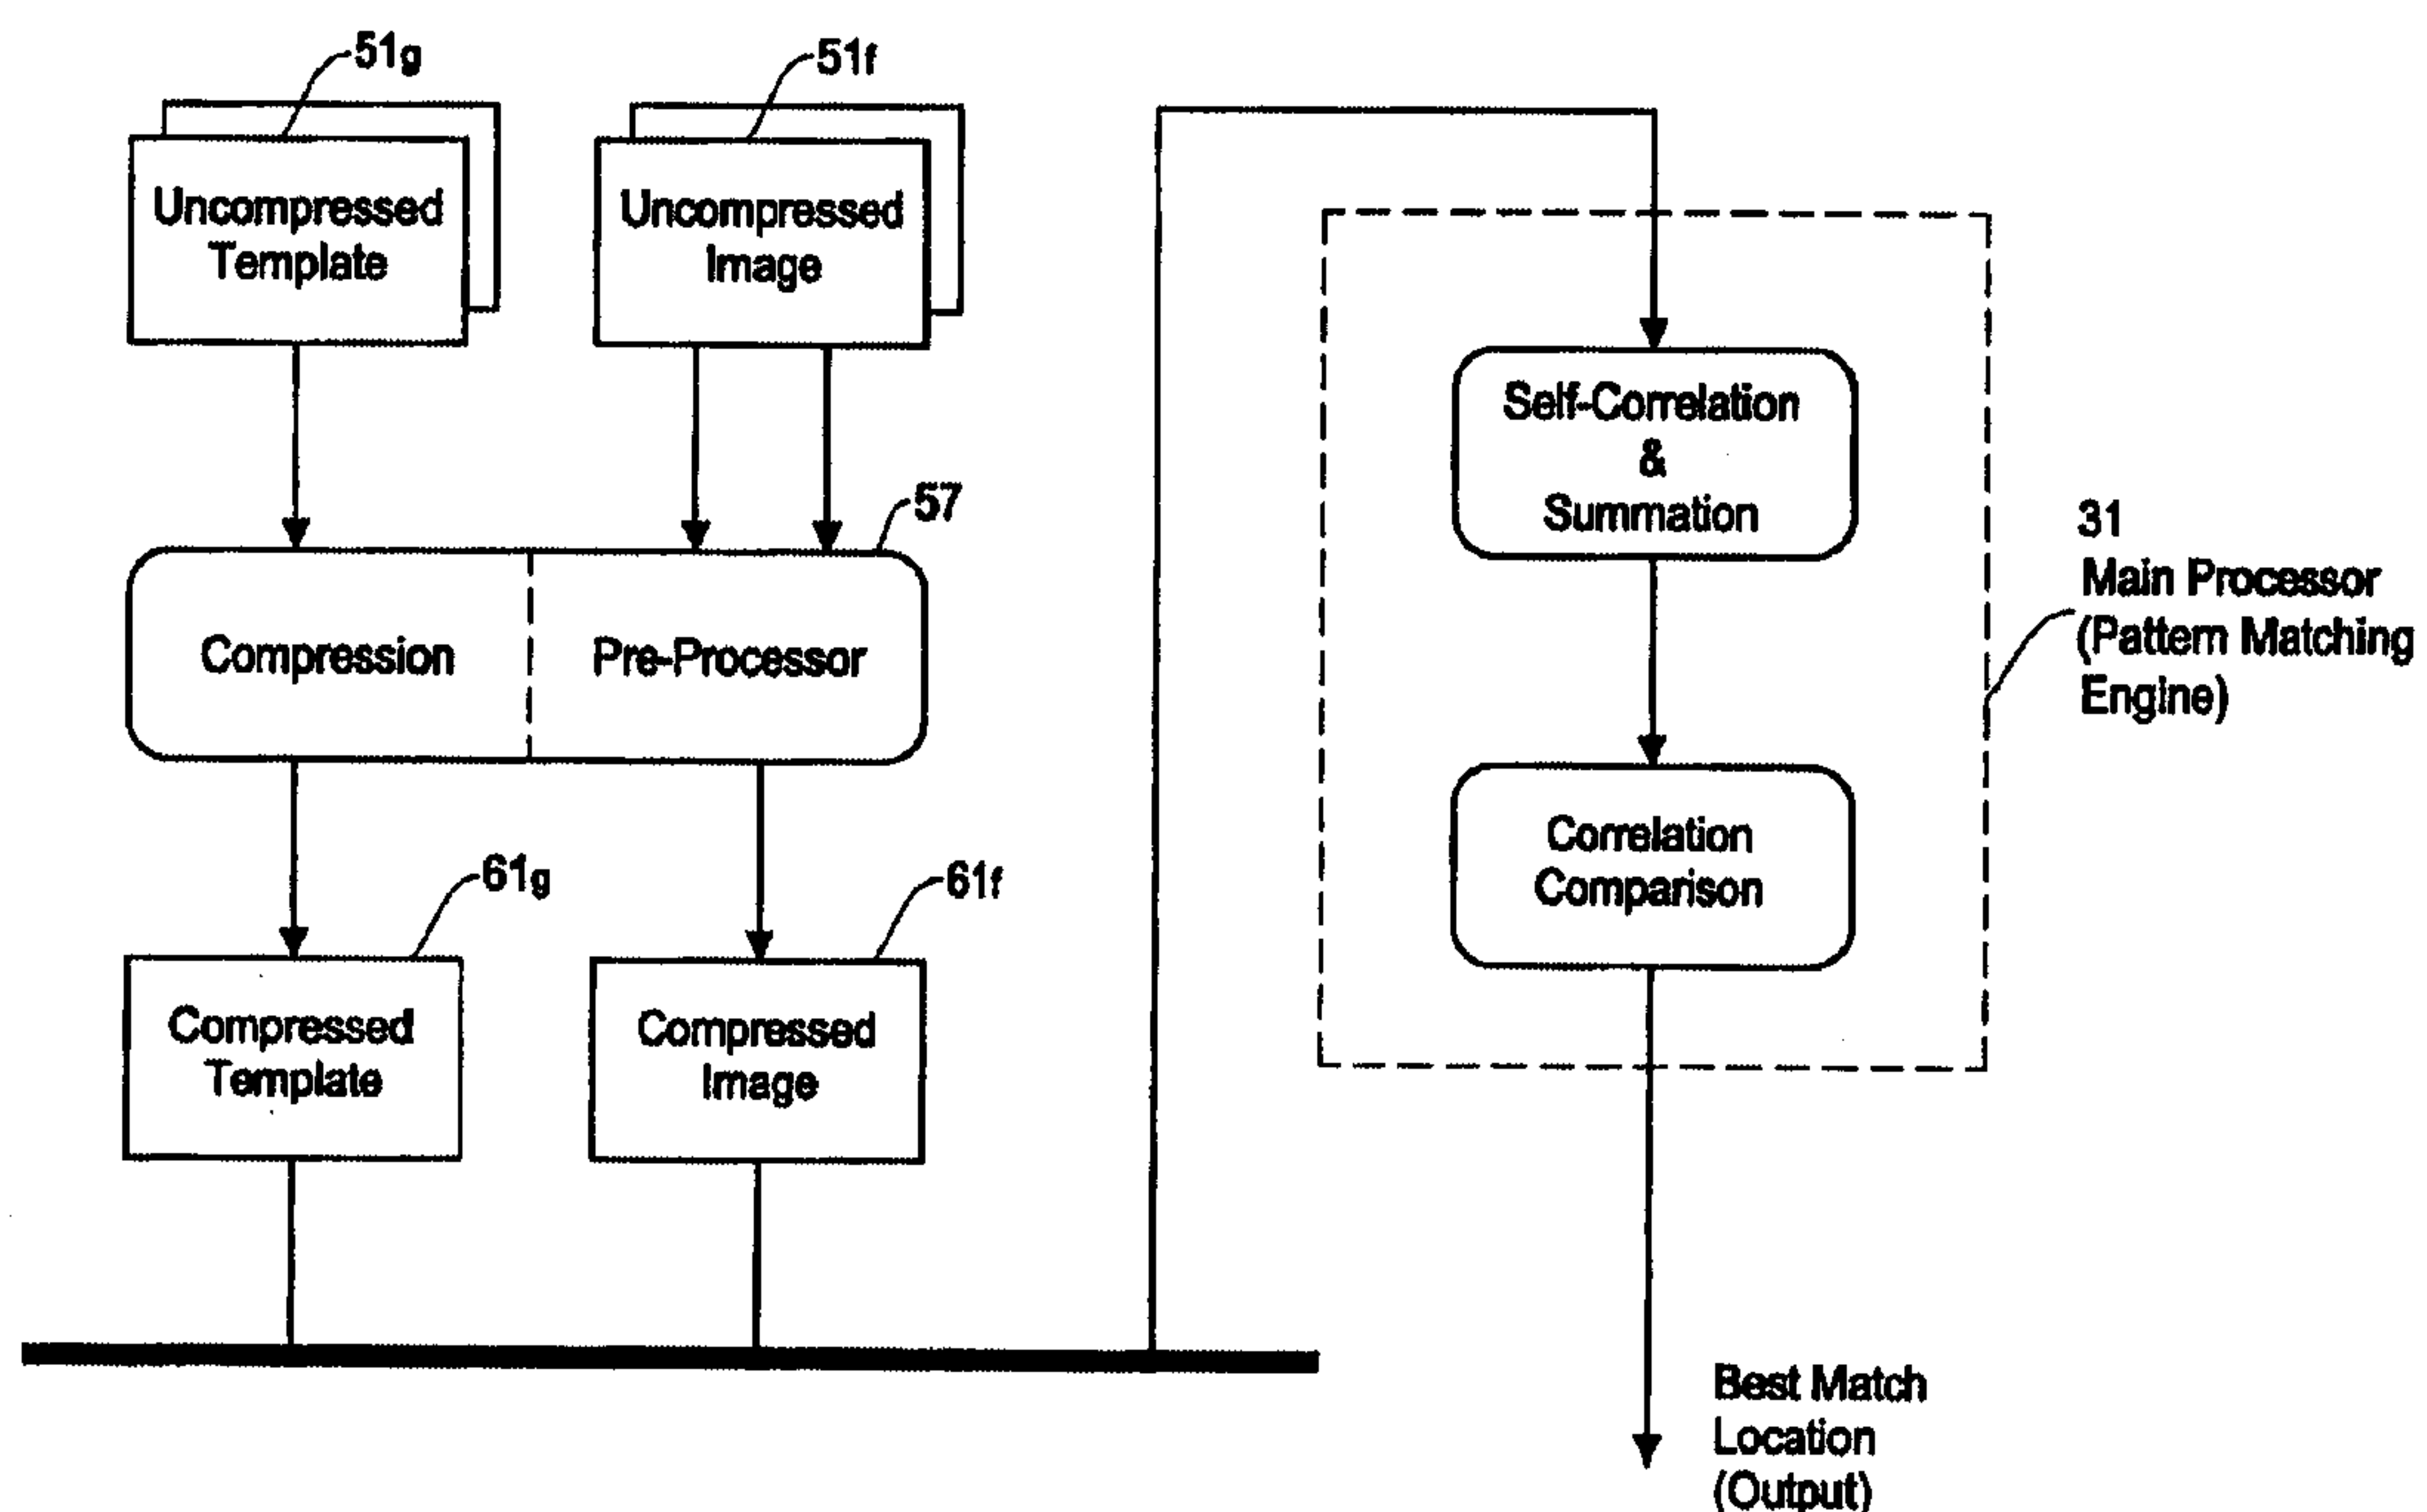 51g
51f
Uncompressed
Template
Uncompressed
Image
57
Compression
Pre-Processor
61g
61f
Compressed
Template
Compressed
Image
Self-Correlation
&
Summation
Correlation
Comparison
31
Main Processor
(Pattern Matching
Engine)
Best Match
Location
(Output)